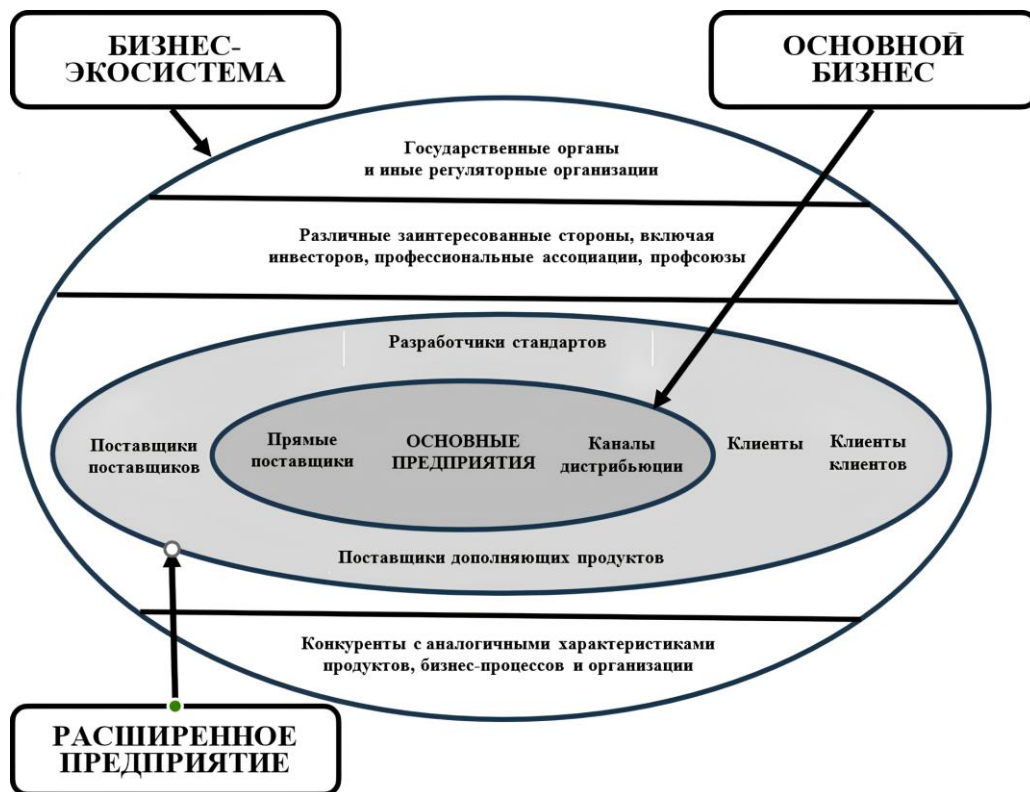 БИЗНЕС-
ЭКОСИСТЕМА
ОСНОВНОЙ
БИЗНЕС
Государственные органы
и иные регуляторные организации
Различные заинтересованные стороны, включая
инвесторов, профессиональные ассоциации, профсоюзы
Разработчики стандартов
Поставщики
поставщиков
Прямые
поставщики
ОСНОВНЫЕ
ПРЕДПРИЯТИЯ
Каналы
дистрибьюции
Клиенты
Клиенты
клиентов
Поставщики дополняющих продуктов
Конкуренты с аналогичными характеристиками
продуктов, бизнес-процессов и организации
РАСШИРЕННОЕ
ПРЕДПРИЯТИЕ